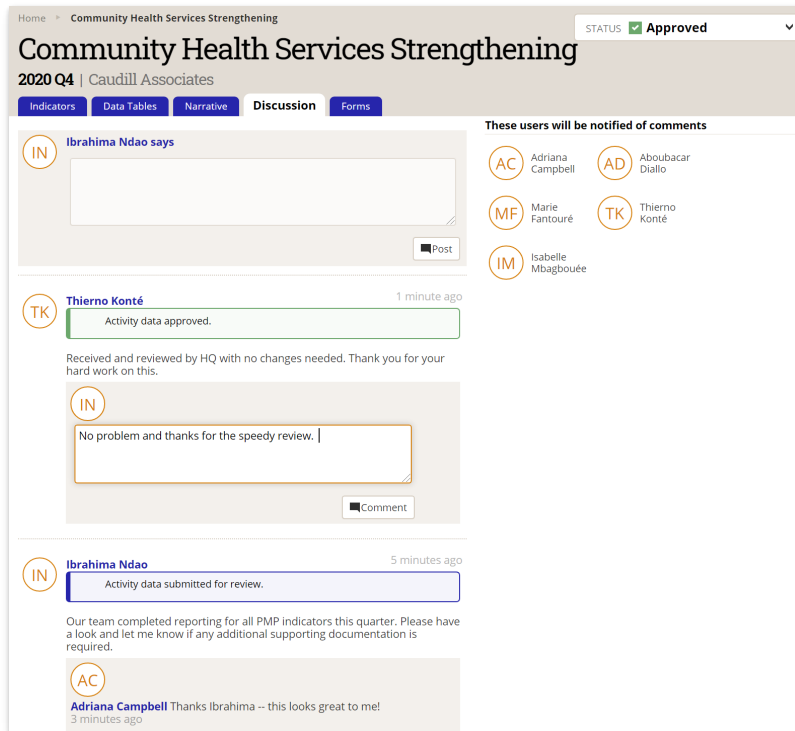 Home ▸ Community Health Services Strengthening
STATUS Approved
Community Health Services Strengthening
2020 Q4 | Caudill Associates
Indicators Data Tables Narrative Discussion Forms
These users will be notified of comments
IN
Ibrahima Ndao says
Post
AC Adriana Campbell
AD Aboubacar Diallo
MF Marie Fantouré
TK Thierno Konté
IM Isabelle Mbagbouée
TK
Thierno Konté 1 minute ago
Activity data approved.
Received and reviewed by HQ with no changes needed. Thank you for your
hard work on this.
IN
No problem and thanks for the speedy review.
Comment
IN
Ibrahima Ndao 5 minutes ago
Activity data submitted for review.
Our team completed reporting for all PMP indicators this quarter. Please have
a look and let me know if any additional supporting documentation is
required.
AC
Adriana Campbell Thanks Ibrahima -- this looks great to me!
3 minutes ago